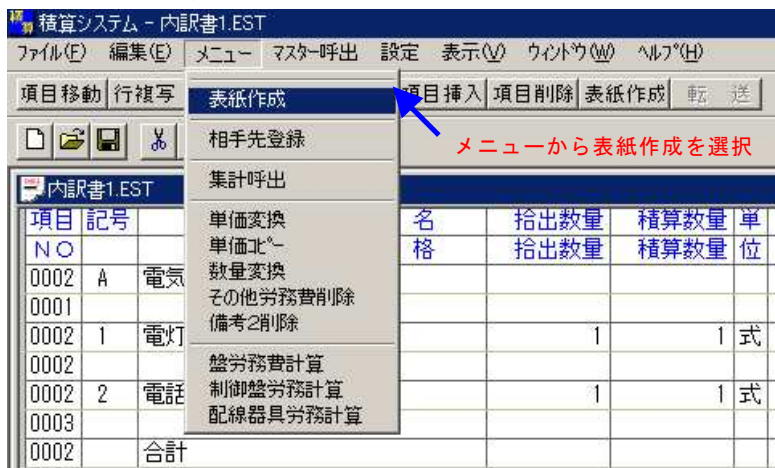 積算システム - 内訳書1.EST
ファイル(F) 編集(E) メニュー マスター呼出 設定 表示(V) ウィンドウ(W) ヘルプ(H)
項目移動 行複写 項目挿入 項目削除 表紙作成 転 送
表紙作成
相手先登録
集計呼出
単価変換
単価コピー
数量変換
その他労務費削除
備考2削除
盤労務費計算
制御盤労務計算
配線器具労務計算
メニューから表紙作成を選択
内訳書1.EST
項目 記号 名 拾出数量 積算数量 単
NO 格 拾出数量 積算数量 位
0002 A 電気
0001
0002 1 電灯 1 1 式
0002
0002 2 電話 1 1 式
0003
0002 合計